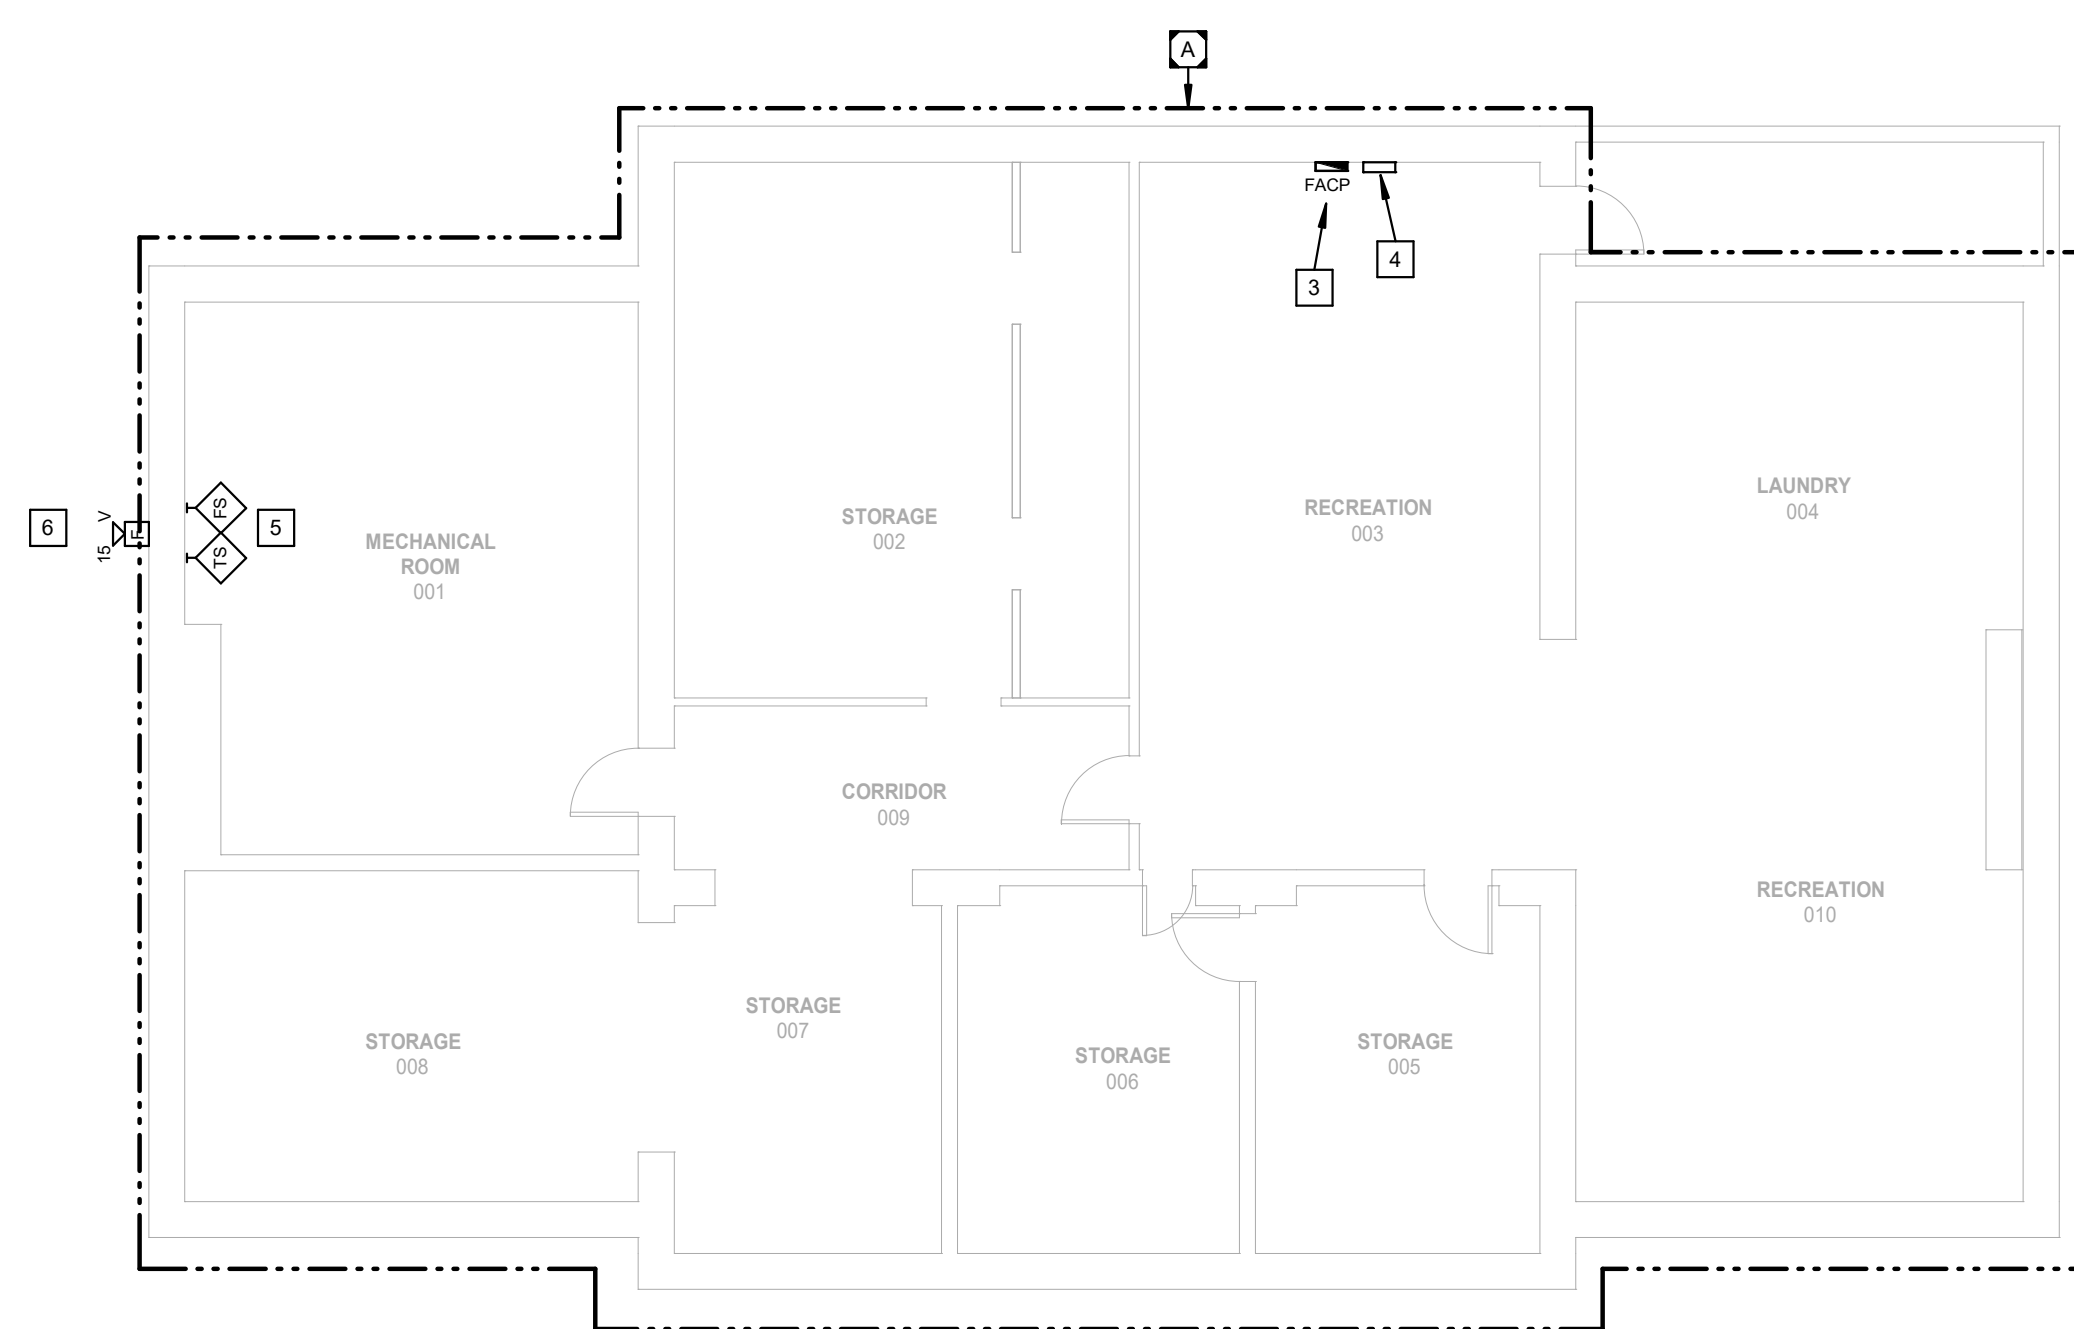 A
FACP
4
3
LAUNDRY
004
RECREATION
003
STORAGE
002
6
15
V
F
FS
TS
5
MECHANICAL
ROOM
001
CORRIDOR
009
RECREATION
010
STORAGE
007
STORAGE
008
STORAGE
006
STORAGE
005